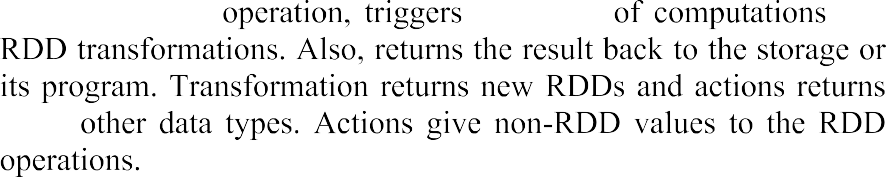 operation, triggers of computations
RDD transformations. Also, returns the result back to the storage or
its program. Transformation returns new RDDs and actions returns
other data types. Actions give non-RDD values to the RDD
operations.